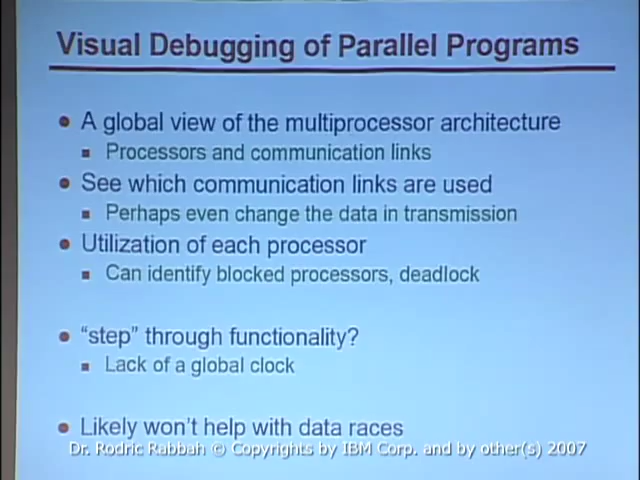 Visual Debugging of Parallel Programs
A global view of the multiprocessor architecture
Processors and communication links
See which communication links are used
Perhaps even change the data in transmission
Utilization of each processor
Can identify blocked processors, deadlock
“step” through functionality?
Lack of a global clock
Likely won't help with data races
Dr. Rodric Rabbah © Copyrights by IBM Corp. and by other(s) 2007